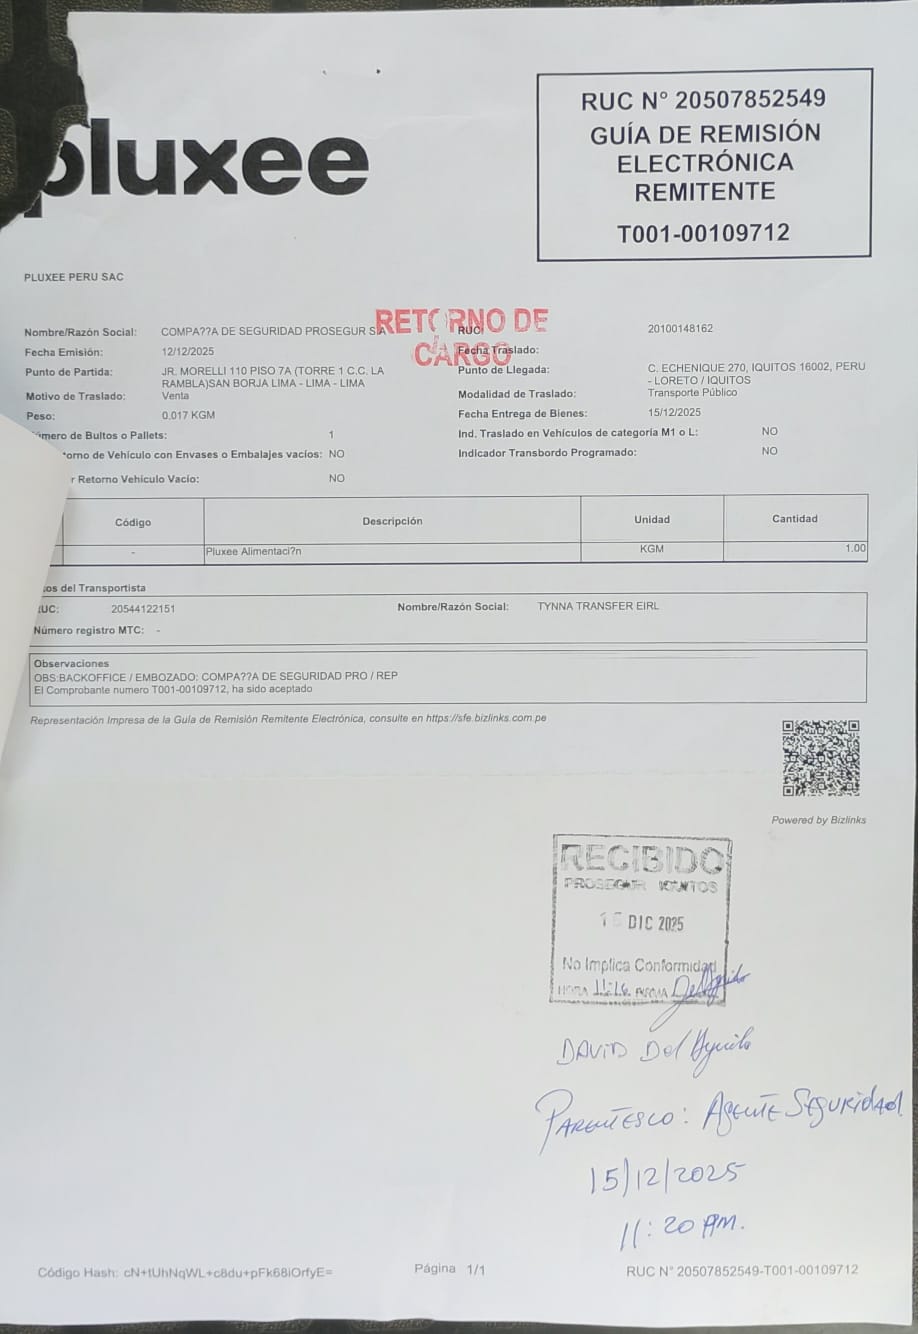 pluxee
RUC N° 20507852549
GUÍA DE REMISIÓN
ELECTRÓNICA
REMITENTE
T001-00109712
PLUXEE PERU SAC
RETORNO DE
CARGO
Nombre/Razón Social: COMPA??A DE SEGURIDAD PROSEGUR SA RUC: 20100148162
Fecha Emisión: 12/12/2025 Fecha Traslado:
Punto de Partida: JR. MORELLI 110 PISO 7A (TORRE 1 C.C. LA RAMBLA)SAN BORJA LIMA - LIMA - LIMA Punto de Llegada: C. ECHENIQUE 270, IQUITOS 16002, PERU - LORETO / IQUITOS
Motivo de Traslado: Venta Modalidad de Traslado: Transporte Público
Peso: 0.017 KGM Fecha Entrega de Bienes: 15/12/2025
úmero de Bultos o Pallets: 1 Ind. Traslado en Vehículos de categoría M1 o L: NO
torno de Vehículo con Envases o Embalajes vacíos: NO Indicador Transbordo Programado: NO
r Retorno Vehiculo Vacio: NO
Código Descripción Unidad Cantidad
- Pluxee Alimentaci?n KGM 1.00
os del Transportista
RUC: 20544122151 Nombre/Razón Social: TYNNA TRANSFER EIRL
Número registro MTC: -
Observaciones
OBS:BACKOFFICE / EMBOZADO: COMPA??A DE SEGURIDAD PRO / REP
El Comprobante numero T001-00109712, ha sido aceptado
Representación Impresa de la Guía de Remisión Remitente Electrónica, consulte en https://sfe.bizlinks.com.pe
Powered by Bizlinks
RECIBIDO
PROSEGUR IQUITOS
15 DIC 2025
No Implica Conformidad
HORA 11:16 FIRMA
DAVID Del Aguila
PARENTESCO: AGENTE SEGURIDAD
15/12/2025
11:20 AM.
Código Hash: cN+tUhNqWL+c8du+pFk68iOrfyE= Página 1/1 RUC N° 20507852549-T001-00109712